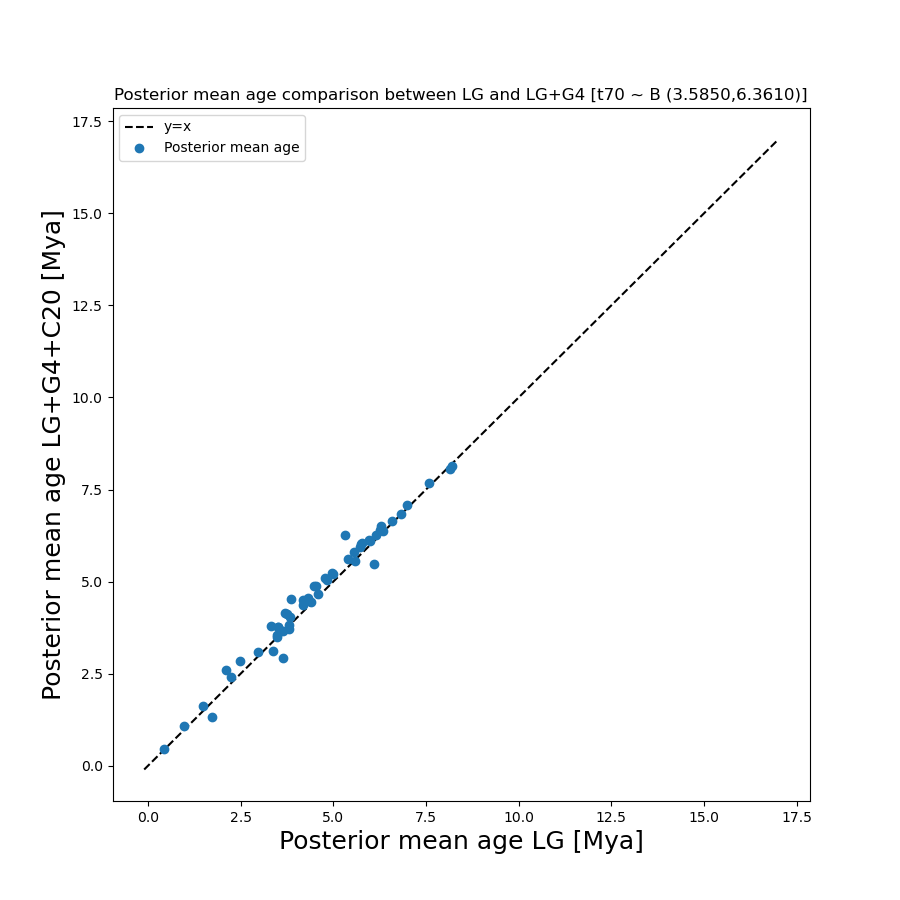 Posterior mean age comparison between LG and LG+G4 [t70 ~ B (3.5850,6.3610)]
y=x
Posterior mean age
17.5
15.0
12.5
10.0
7.5
5.0
2.5
0.0
Posterior mean age LG+G4+C20 [Mya]
0.0 2.5 5.0 7.5 10.0 12.5 15.0 17.5
Posterior mean age LG [Mya]